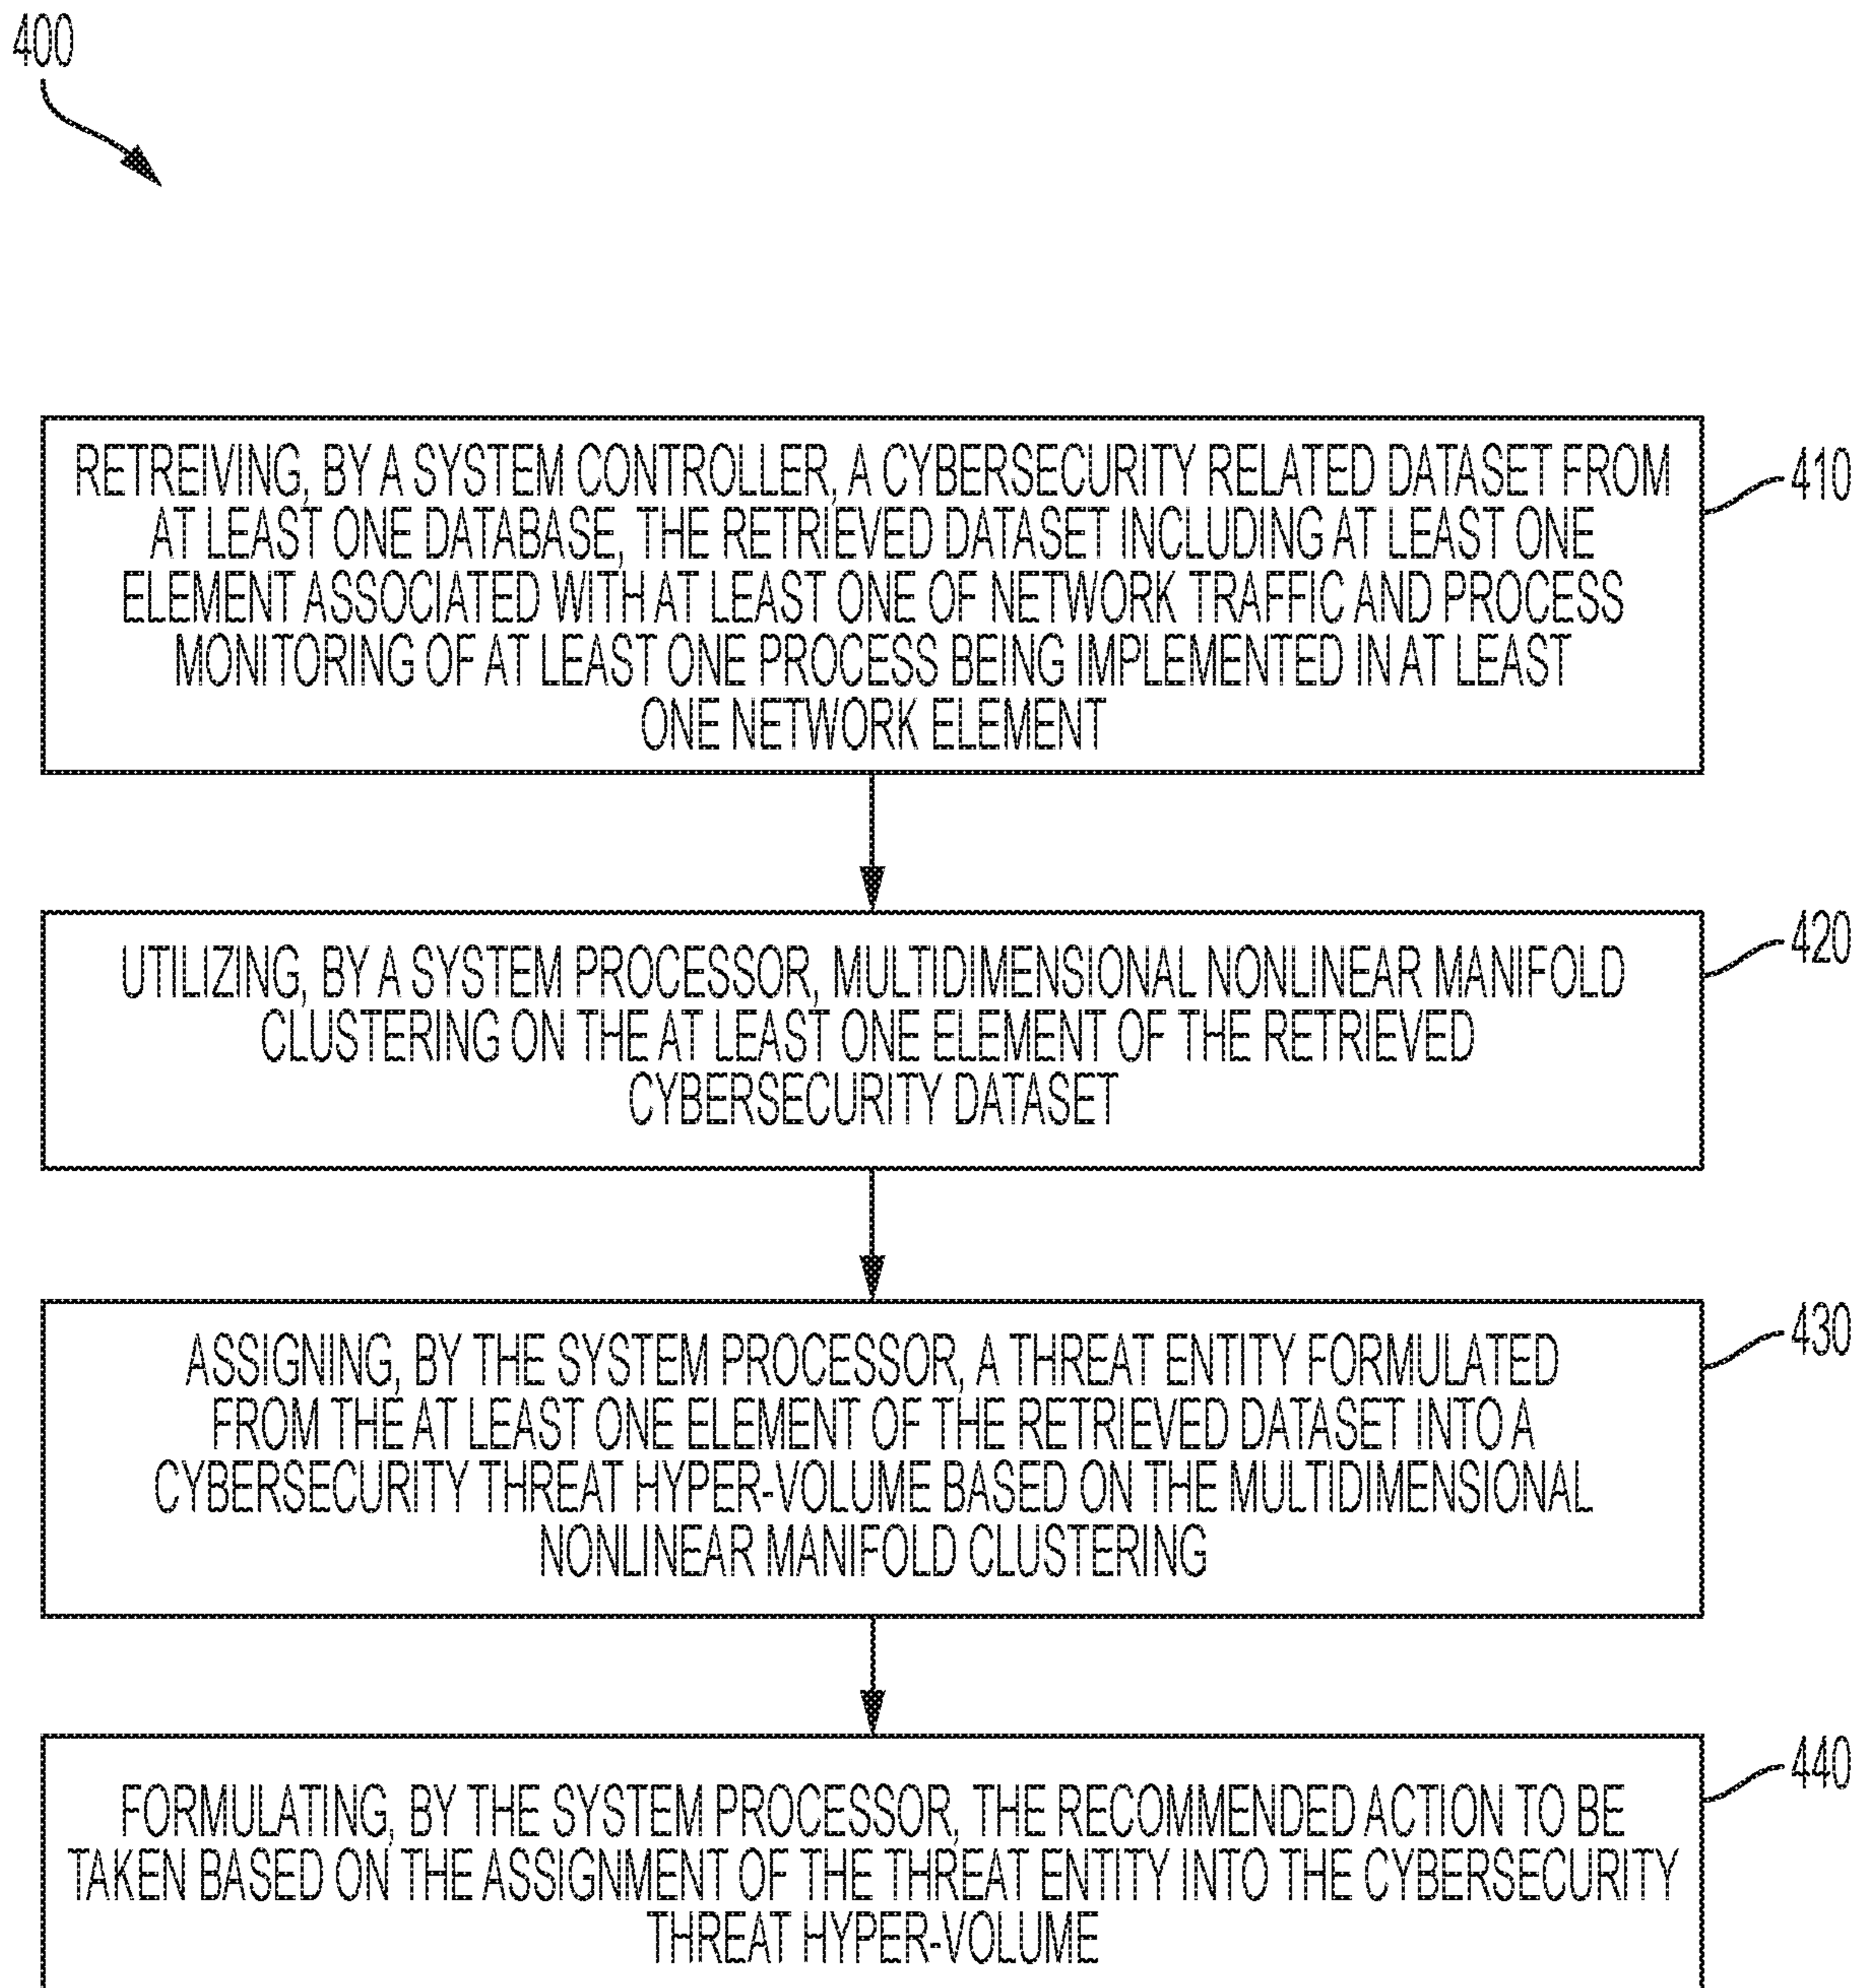 400
RETREIVING, BY A SYSTEM CONTROLLER, A CYBERSECURITY RELATED DATASET FROM
AT LEAST ONE DATABASE, THE RETRIEVED DATASET INCLUDING AT LEAST ONE
ELEMENT ASSOCIATED WITH AT LEAST ONE OF NETWORK TRAFFIC AND PROCESS
MONITORING OF AT LEAST ONE PROCESS BEING IMPLEMENTED IN AT LEAST
ONE NETWORK ELEMENT
410
UTILIZING, BY A SYSTEM PROCESSOR, MULTIDIMENSIONAL NONLINEAR MANIFOLD
CLUSTERING ON THE AT LEAST ONE ELEMENT OF THE RETRIEVED
CYBERSECURITY DATASET
420
ASSIGNING, BY THE SYSTEM PROCESSOR, A THREAT ENTITY FORMULATED
FROM THE AT LEAST ONE ELEMENT OF THE RETRIEVED DATASET INTO A
CYBERSECURITY THREAT HYPER-VOLUME BASED ON THE MULTIDIMENSIONAL
NONLINEAR MANIFOLD CLUSTERING
430
FORMULATING, BY THE SYSTEM PROCESSOR, THE RECOMMENDED ACTION TO BE
TAKEN BASED ON THE ASSIGNMENT OF THE THREAT ENTITY INTO THE CYBERSECURITY
THREAT HYPER-VOLUME
440